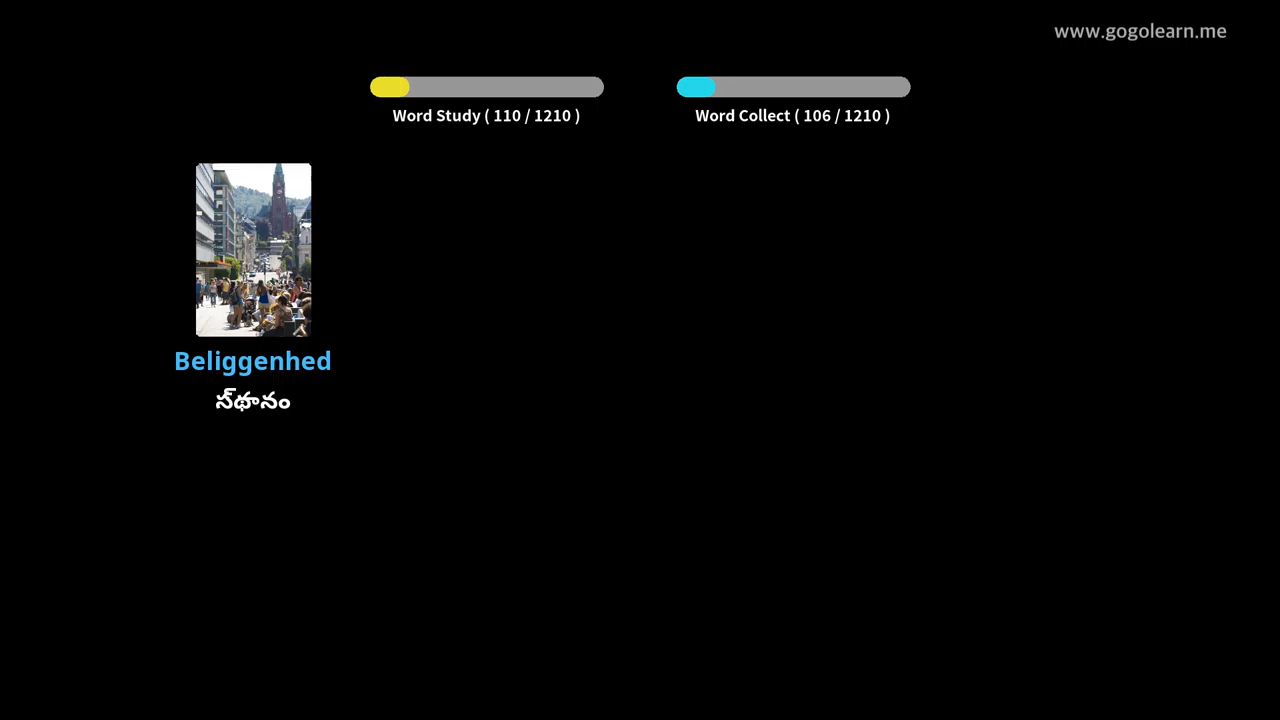 www.gogolearn.me
Word Study ( 110 / 1210 )
Word Collect ( 106 / 1210 )
Beliggenhed
స్థానం